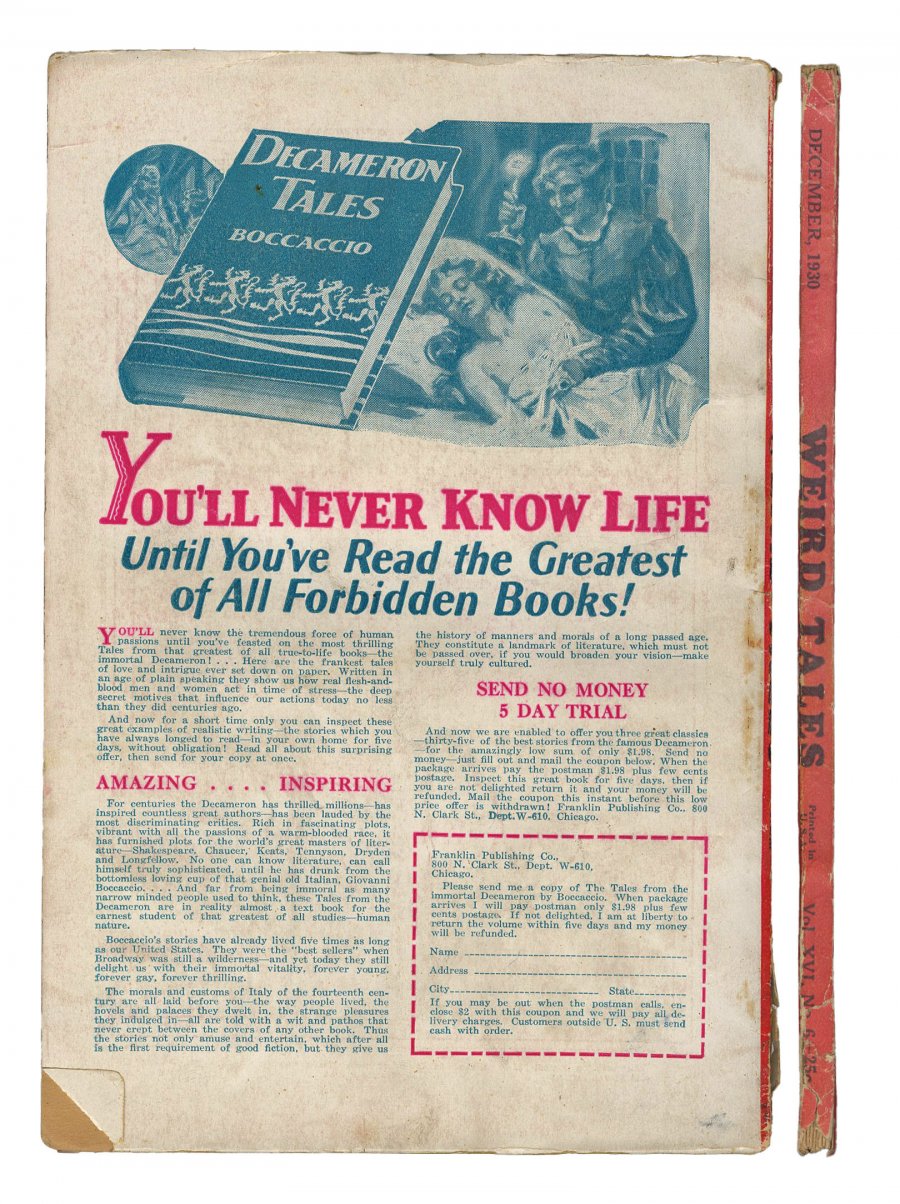 DECAMERON
TALES
BOCCACCIO
YOU'LL NEVER KNOW LIFE
Until You've Read the Greatest
of All Forbidden Books!
YOU'LL never know the tremendous force of human
passions until you've feasted on the most thrilling
Tales from that greatest of all true-to-life books—the
immortal Decameron! . . . Here are the frankest tales
of love and intrigue ever set down on paper. Written in
an age of plain speaking they show us how real flesh-and-
blood men and women act in time of stress—the deep
secret motives that influence our actions today no less
than they did centuries ago.
And now for a short time only you can inspect these
great examples of realistic writing—the stories which you
have always longed to read—in your own home for five
days, without obligation! Read all about this surprising
offer, then send for your copy at once.
AMAZING . . . . INSPIRING
For centuries the Decameron has thrilled millions—has
inspired countless great authors—has been lauded by the
most discriminating critics. Rich in fascinating plots,
vibrant with all the passions of a warm-blooded race, it
has furnished plots for the world's great masters of liter-
ature—Shakespeare, Chaucer, Keats, Tennyson, Dryden
and Longfellow. No one can know literature, can call
himself truly sophisticated, until he has drunk from the
bottomless loving cup of that genial old Italian, Giovanni
Boccaccio. . . . And far from being immoral as many
narrow minded people used to think, these Tales from the
Decameron are in reality almost a text book for the
earnest student of that greatest of all studies—human
nature.
Boccaccio's stories have already lived five times as long
as our United States. They were the "best sellers" when
Broadway was still a wilderness—and yet today they still
delight us with their immortal vitality, forever young,
forever gay, forever thrilling.
The morals and customs of Italy of the fourteenth cen-
tury are all laid before you—the way people lived, the
hovels and palaces they dwelt in, the strange pleasures
they indulged in—all are told with a wit and pathos that
never crept between the covers of any other book. Thus
the stories not only amuse and entertain, which after all
is the first requirement of good fiction, but they give us
the history of manners and morals of a long passed age.
They constitute a landmark of literature, which must not
be passed over, if you would broaden your vision—make
yourself truly cultured.
SEND NO MONEY
5 DAY TRIAL
And now we are enabled to offer you three great classics
—thirty-five of the best stories from the famous Decameron
—for the amazingly low sum of only $1.98. Send no
money—just fill out and mail the coupon below. When the
package arrives pay the postman $1.98 plus few cents
postage. Inspect this great book for five days, then if
you are not delighted return it and your money will be
refunded. Mail the coupon this instant before this low
price offer is withdrawn! Franklin Publishing Co., 800
N. Clark St., Dept. W-610, Chicago.
Franklin Publishing Co.,
800 N. Clark St., Dept. W-610,
Chicago.
Please send me a copy of The Tales from the
immortal Decameron by Boccaccio. When package
arrives I will pay postman only $1.98 plus few
cents postage. If not delighted, I am at liberty to
return the volume within five days and my money
will be refunded.
Name
Address
City State
If you may be out when the postman calls, en-
close $2 with this coupon and we will pay all de-
livery charges. Customers outside U. S. must send
cash with order.
DECEMBER, 1930
WEIRD TALES
Printed in
U. S. A.
Vol. XVI, No. 6 25c